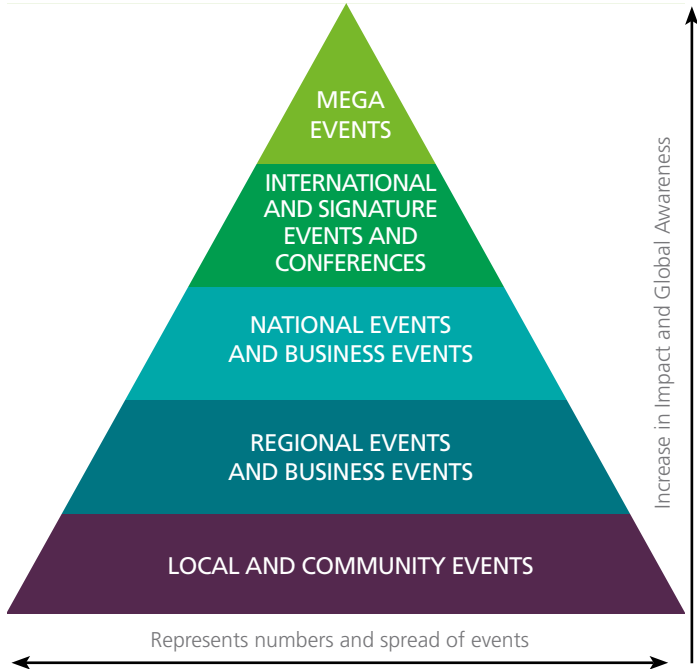 MEGA
EVENTS
INTERNATIONAL
AND SIGNATURE
EVENTS AND
CONFERENCES
NATIONAL EVENTS
AND BUSINESS EVENTS
REGIONAL EVENTS
AND BUSINESS EVENTS
LOCAL AND COMMUNITY EVENTS
Represents numbers and spread of events
Increase in Impact and Global Awareness